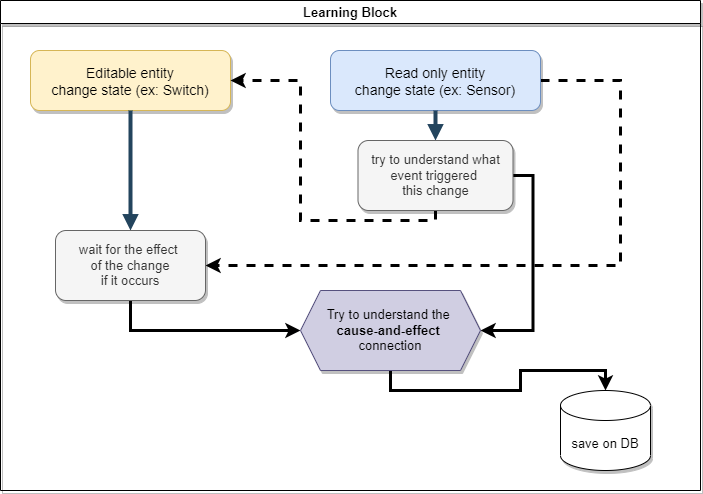 Learning Block
Editable entity
change state (ex: Switch)
Read only entity
change state (ex: Sensor)
try to understand what
event triggered
this change
wait for the effect
of the change
if it occurs
Try to understand the
cause-and-effect
connection
save on DB